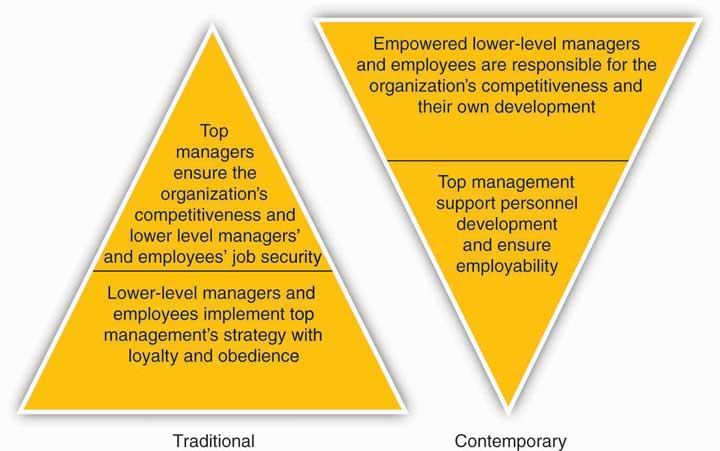 Top
managers
ensure the
organization's
competitiveness and
lower level managers'
and employees' job security
Lower-level managers and
employees implement top
management's strategy with
loyalty and obedience
Traditional
Empowered lower-level managers
and employees are responsible for the
organization's competitiveness and
their own development
Top management
support personnel
development
and ensure
employability
Contemporary